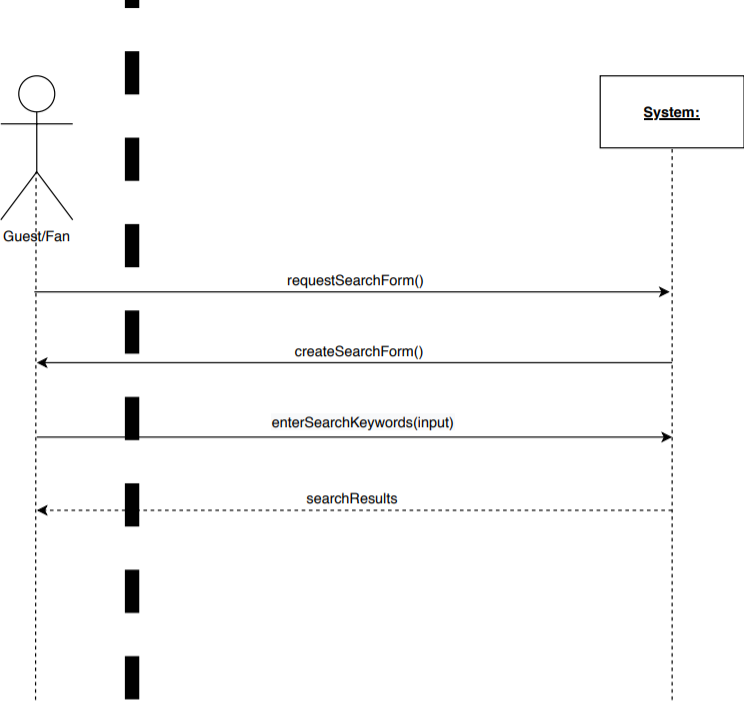 System:
Guest/Fan
requestSearchForm()
createSearchForm()
enterSearchKeywords(input)
searchResults